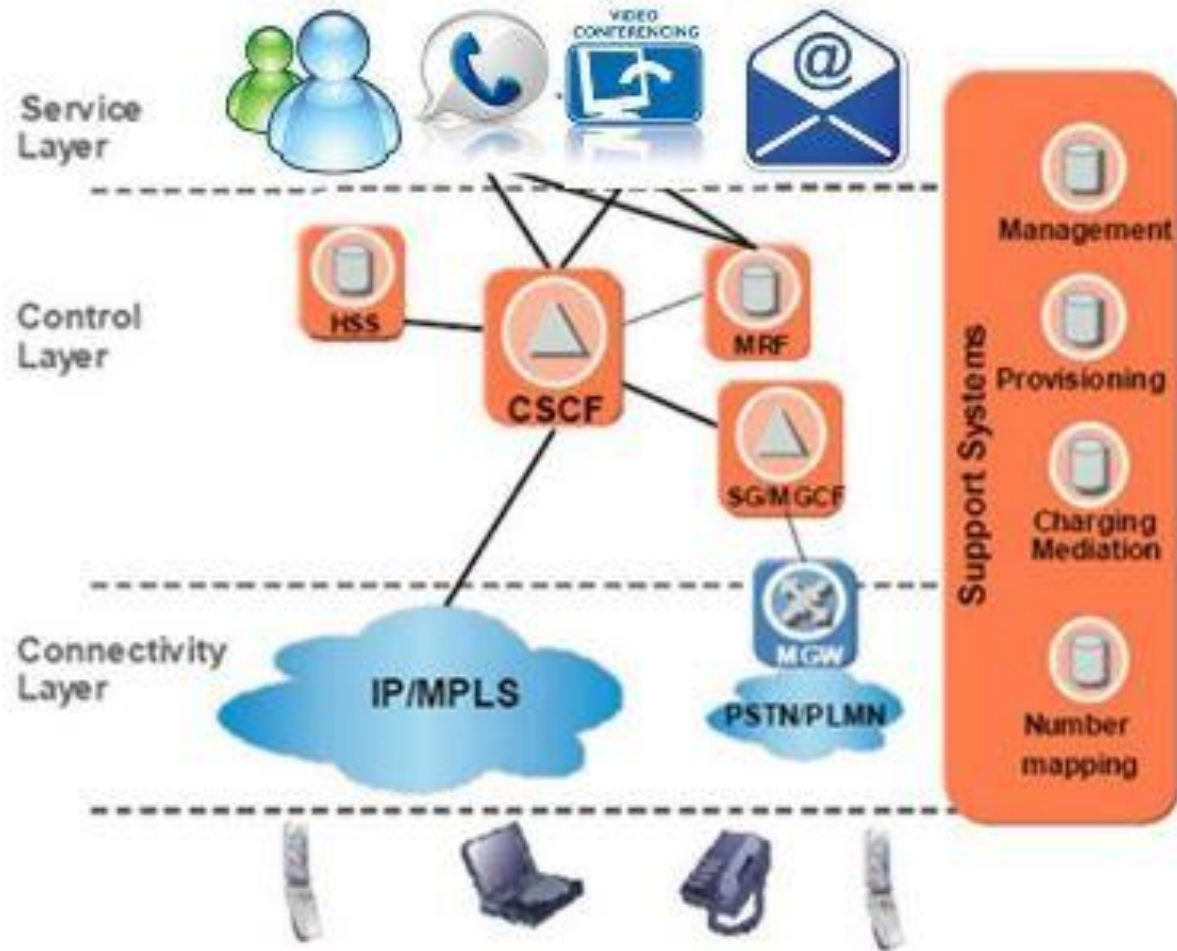 VIDEO
CONFERENCING
@
Service
Layer
Management
HSS
Control
Layer
MRF
CSCF
Provisioning
SG/MGCF
Support Systems
Charging
Mediation
Connectivity
Layer
MGW
IP/MPLS
PSTN/PLMN
Number
mapping